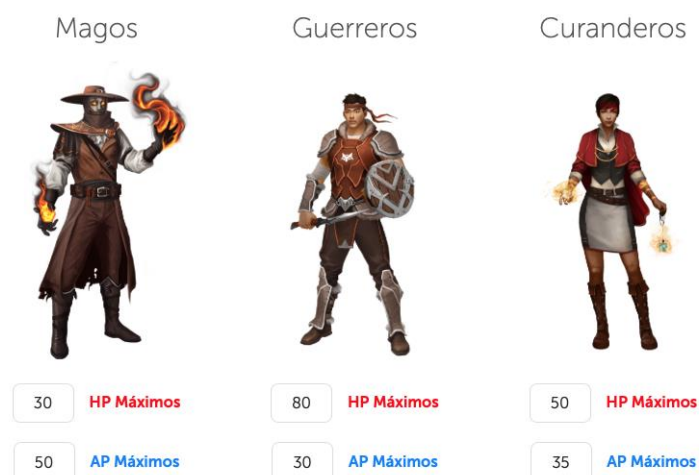 Magos Guerreros Curanderos
30 HP Máximos 80 HP Máximos 50 HP Máximos
50 AP Máximos 30 AP Máximos 35 AP Máximos